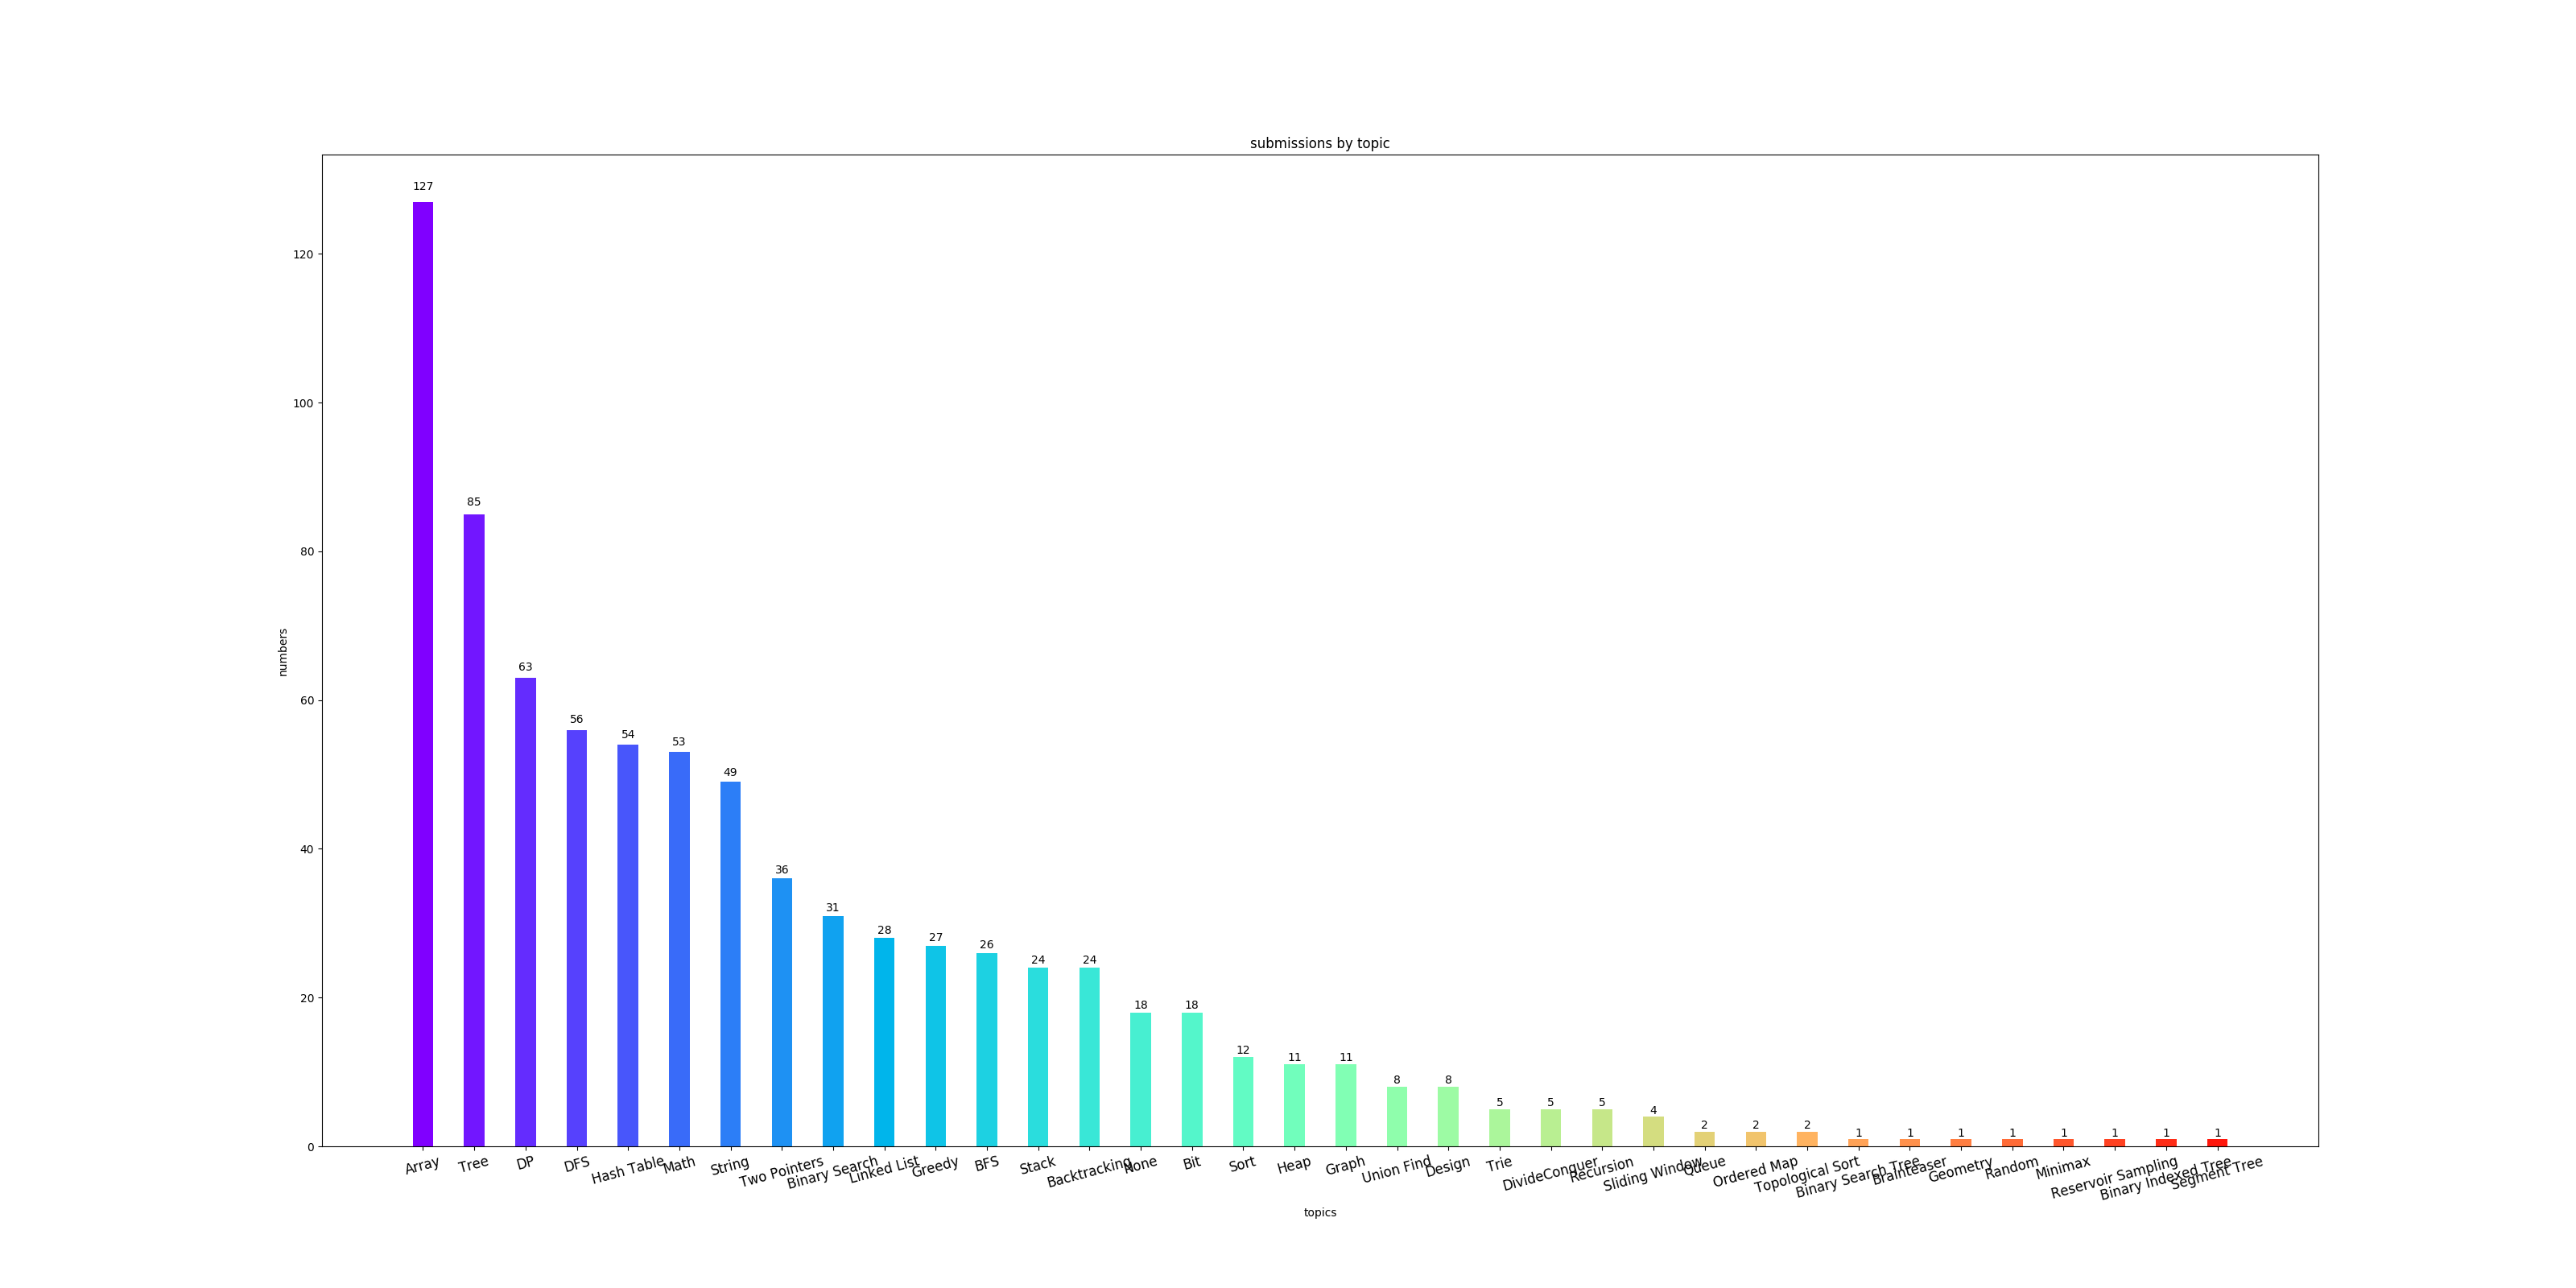 submissions by topic
numbers
120
100
80
60
40
20
0
127
85
63
56
54
53
49
36
31
28
27
26
24
24
18
18
12
11
11
8
8
5
5
5
4
2
2
2
1
1
1
1
1
1
1
1
Array
Tree
DP
DFS
Hash Table
Math
String
Two Pointers
Binary Search
Linked List
Greedy
BFS
Stack
Backtracking
None
Bit
Sort
Heap
Graph
Union Find
Design
Trie
DivideConquer
Recursion
Sliding Window
Queue
Ordered Map
Topological Sort
Binary Search Tree
Brainteaser
Geometry
Random
Minimax
Reservoir Sampling
Binary Indexed Tree
Segment Tree
topics